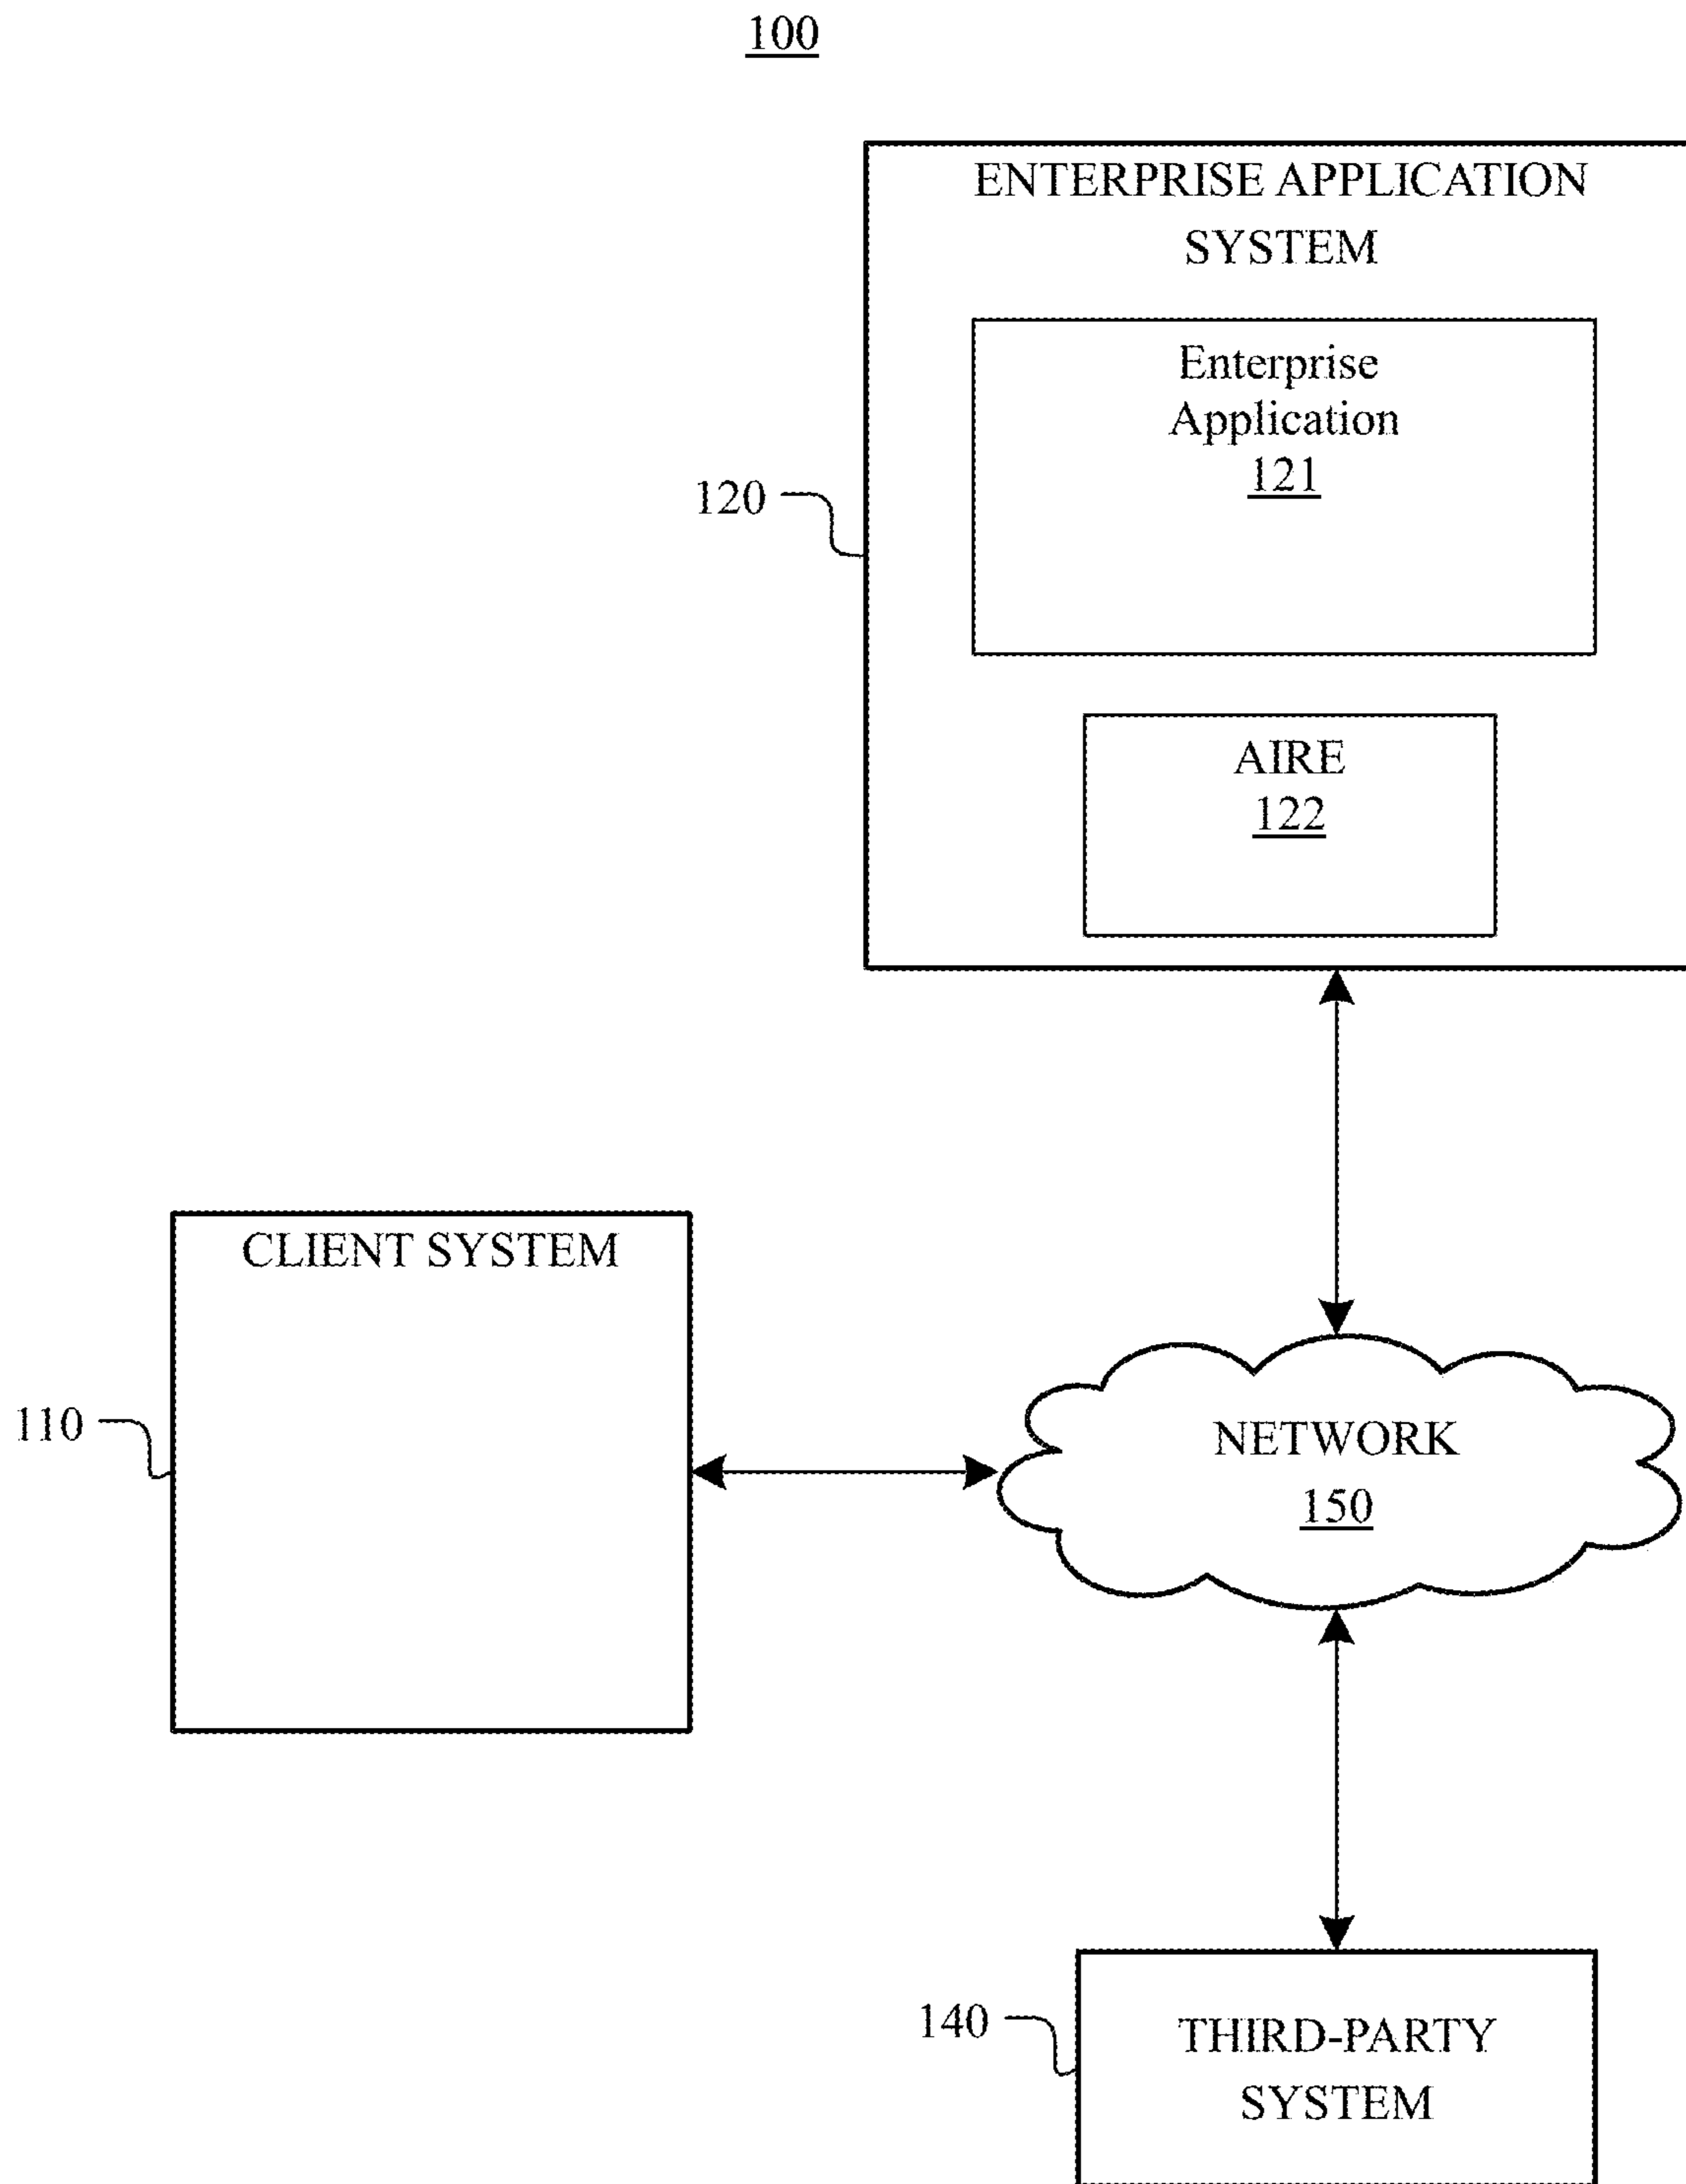 100
ENTERPRISE APPLICATION
SYSTEM
Enterprise
Application
121
120
AIRE
122
CLIENT SYSTEM
110
NETWORK
150
140
THIRD-PARTY
SYSTEM